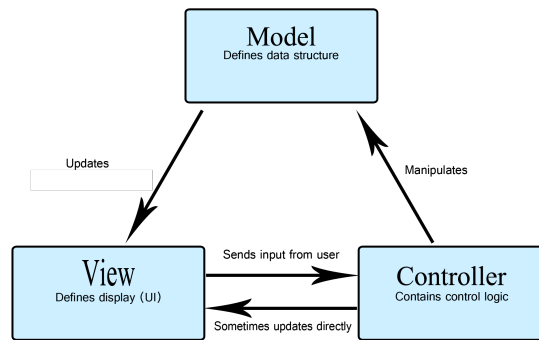 Model
Defines data structure
Updates
Manipulates
Sends input from user
View
Defines display (UI)
Controller
Contains control logic
Sometimes updates directly